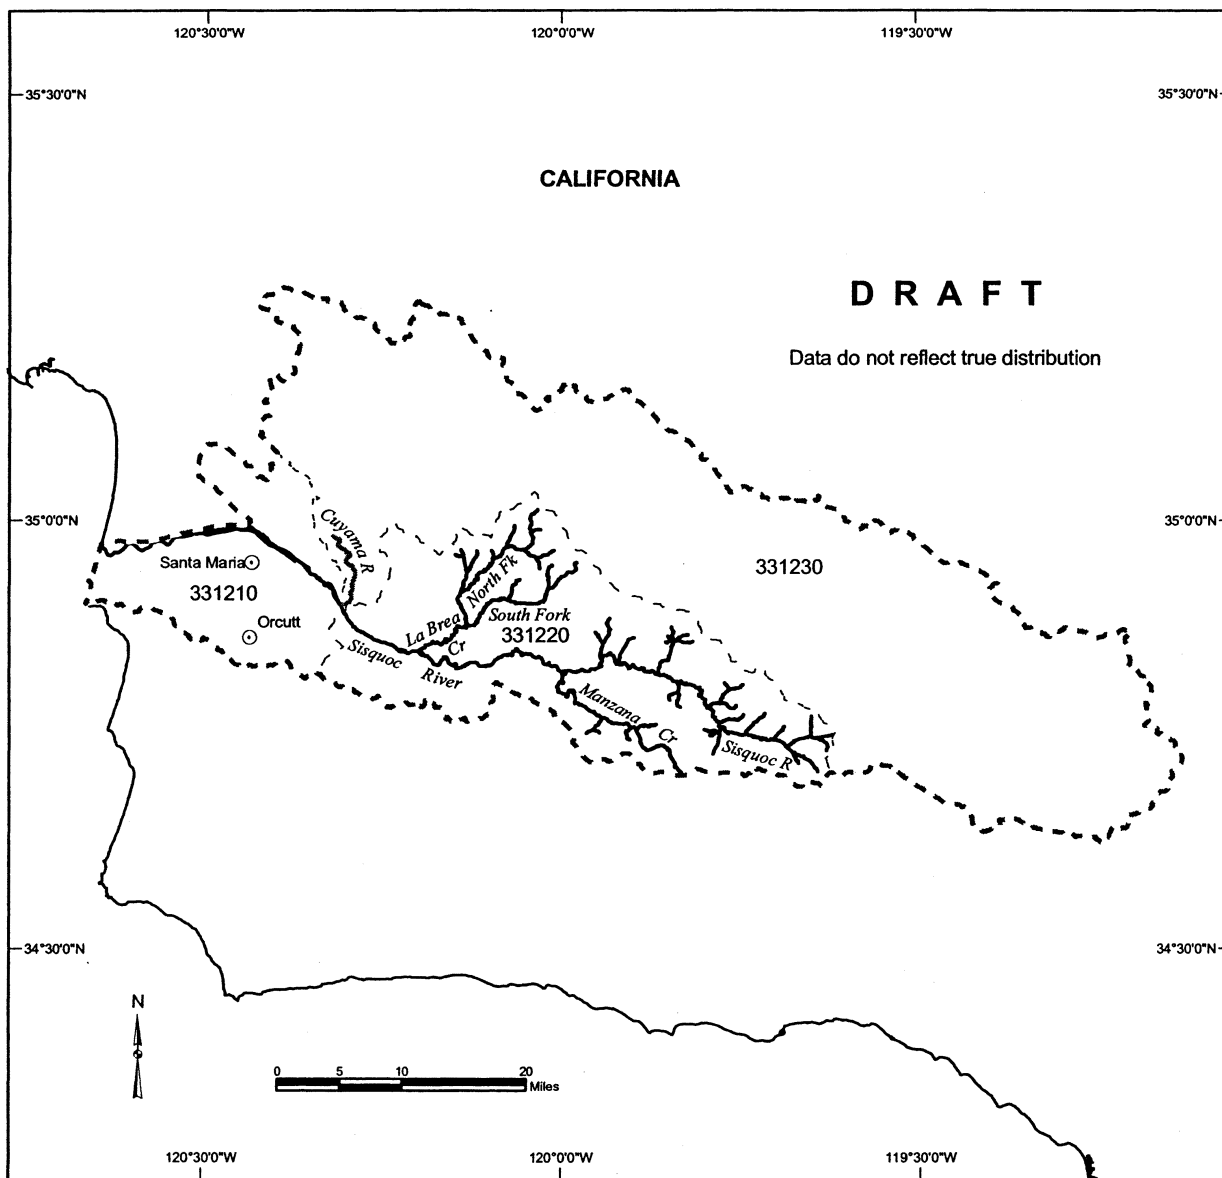 120°30'0"W
120°0'0"W
119°30'0"W
35°30'0"N
35°30'0"N
CALIFORNIA
D R A F T
Data do not reflect true distribution
35°0'0"N
35°0'0"N
Cuyama R
Santa Maria
331210
Orcutt
North Fk
331230
South Fork
La Brea
Cr
331220
Sisquoc
River
Manzana
Cr
Sisquoc R
34°30'0"N
34°30'0"N
N
0 5 10 20
Miles
120°30'0"W
120°0'0"W
119°30'0"W